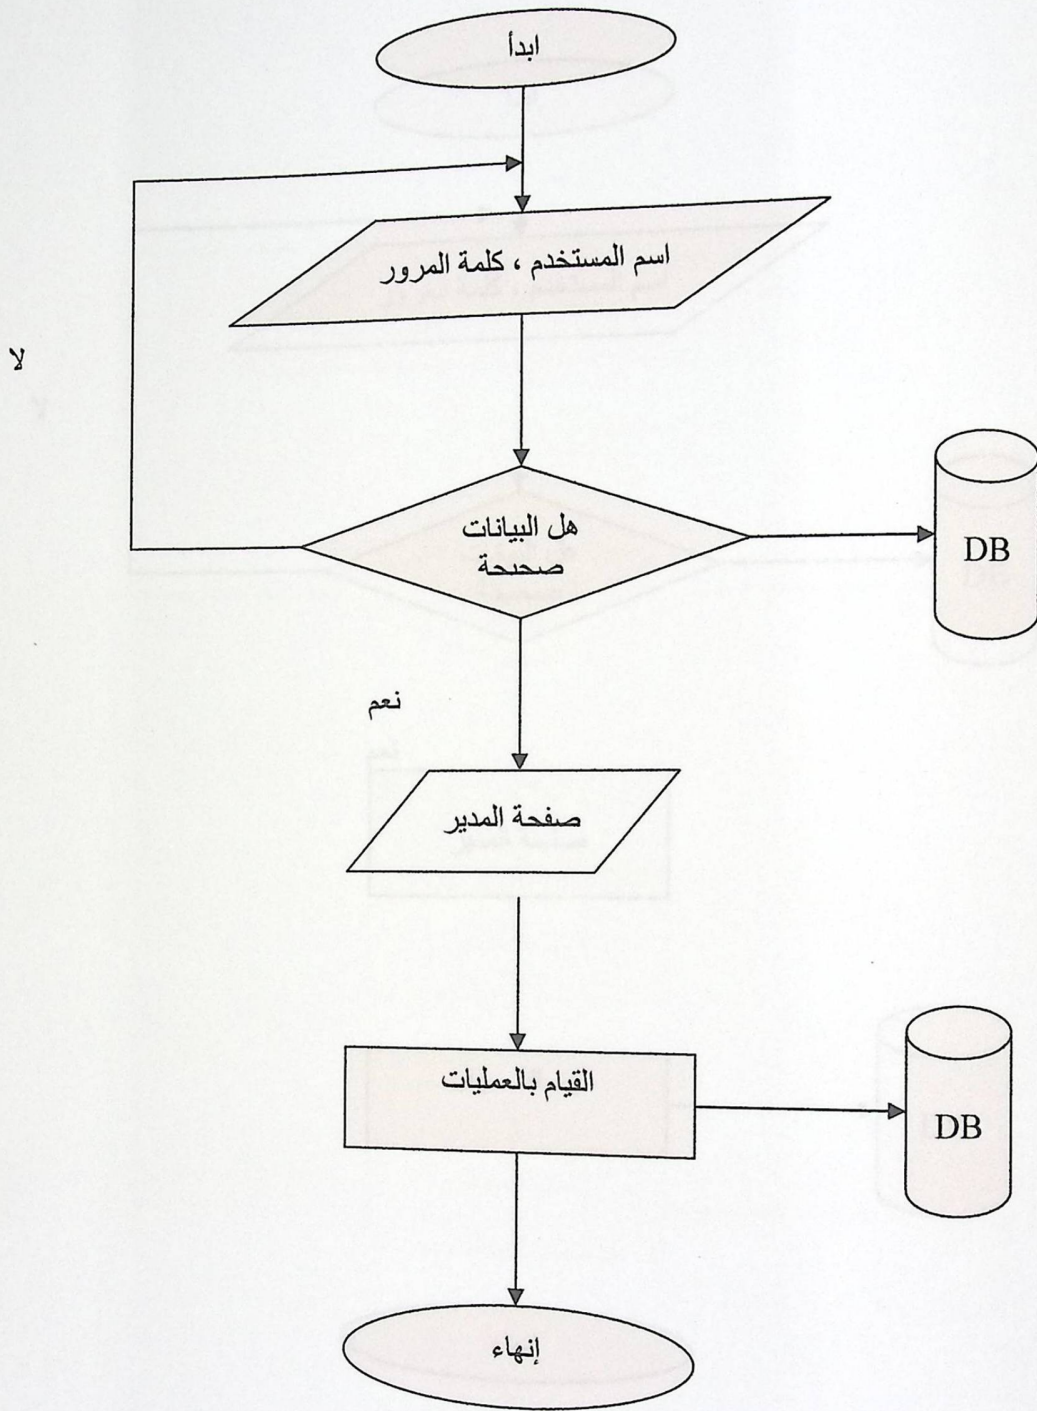 ابدأ
اسم المستخدم ، كلمة المرور
لا
هل البيانات
صحيحة
DB
نعم
صفحة المدير
القيام بالعمليات
DB
إنهاء